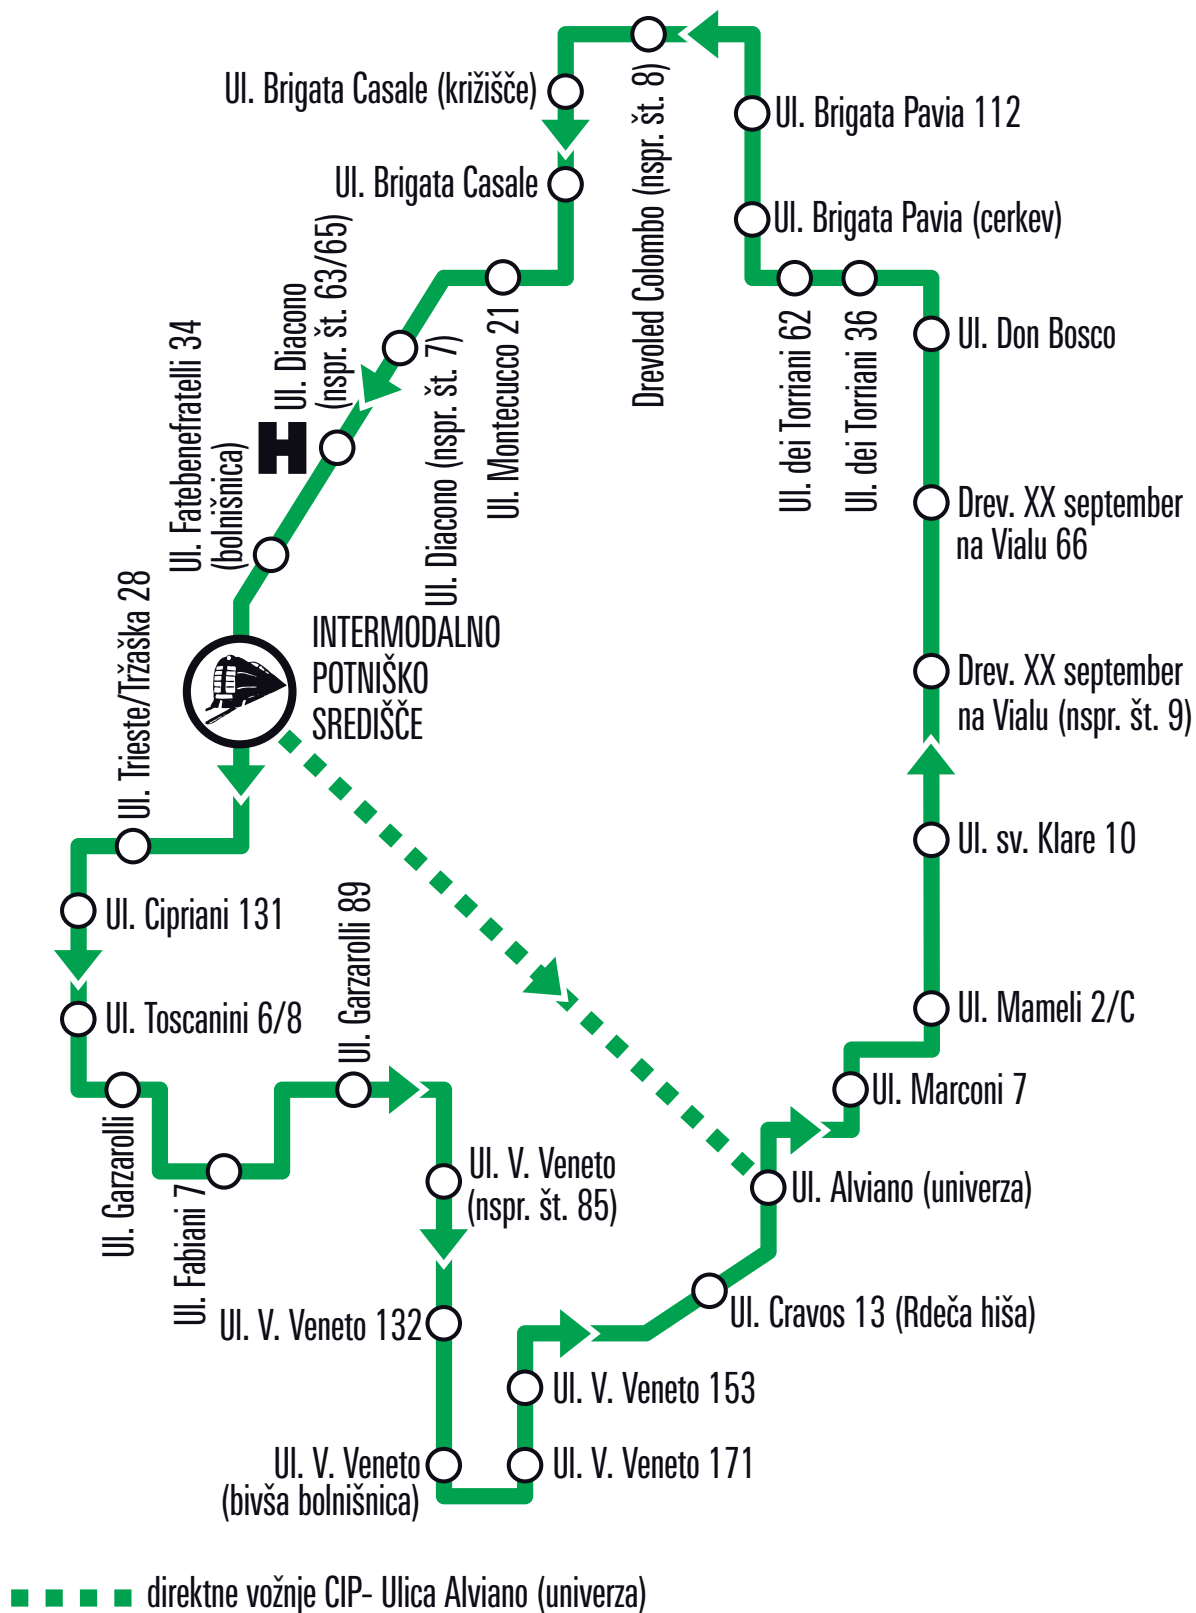 Ul. Brigata Casale (križišče)
Ul. Brigata Casale
Drevoled Colombo (nspr. št. 8)
Ul. Brigata Pavia 112
Ul. Brigata Pavia (cerkev)
Ul. dei Torriani 62
Ul. dei Torriani 36
Ul. Don Bosco
Ul. Montecucco 21
Ul. Diacono (nspr. št. 7)
Ul. Diacono
(nspr. št. 63/65)
H
Ul. Fatebenefratelli 34
(bolnišnica)
Drev. XX september
na Vialu 66
INTERMODALNO
POTNIŠKO
SREDIŠČE
Drev. XX september
na Vialu (nspr. št. 9)
Ul. Trieste/Tržaška 28
Ul. sv. Klare 10
Ul. Cipriani 131
Ul. Toscanini 6/8
Ul. Garzarolli 89
Ul. Mameli 2/C
Ul. Marconi 7
Ul. Garzarolli
Ul. Fabiani 7
Ul. V. Veneto
(nspr. št. 85)
Ul. Alviano (univerza)
Ul. V. Veneto 132
Ul. Cravos 13 (Rdeča hiša)
Ul. V. Veneto 153
Ul. V. Veneto
(bivša bolnišnica)
Ul. V. Veneto 171
direktne vožnje CIP- Ulica Alviano (univerza)